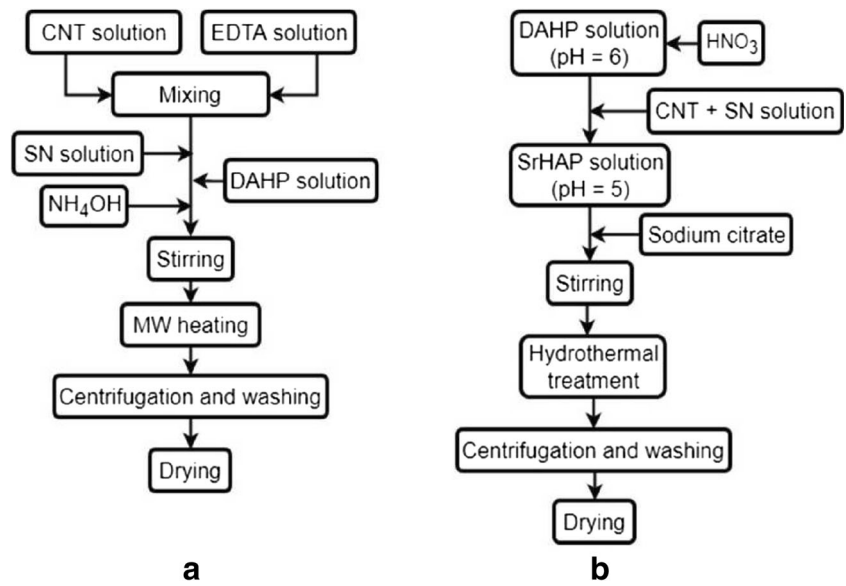 CNT solution
EDTA solution
Mixing
SN solution
DAHP solution
NH₄OH
Stirring
MW heating
Centrifugation and washing
Drying
a
DAHP solution
(pH = 6)
HNO₃
CNT + SN solution
SrHAP solution
(pH = 5)
Sodium citrate
Stirring
Hydrothermal
treatment
Centrifugation and washing
Drying
b